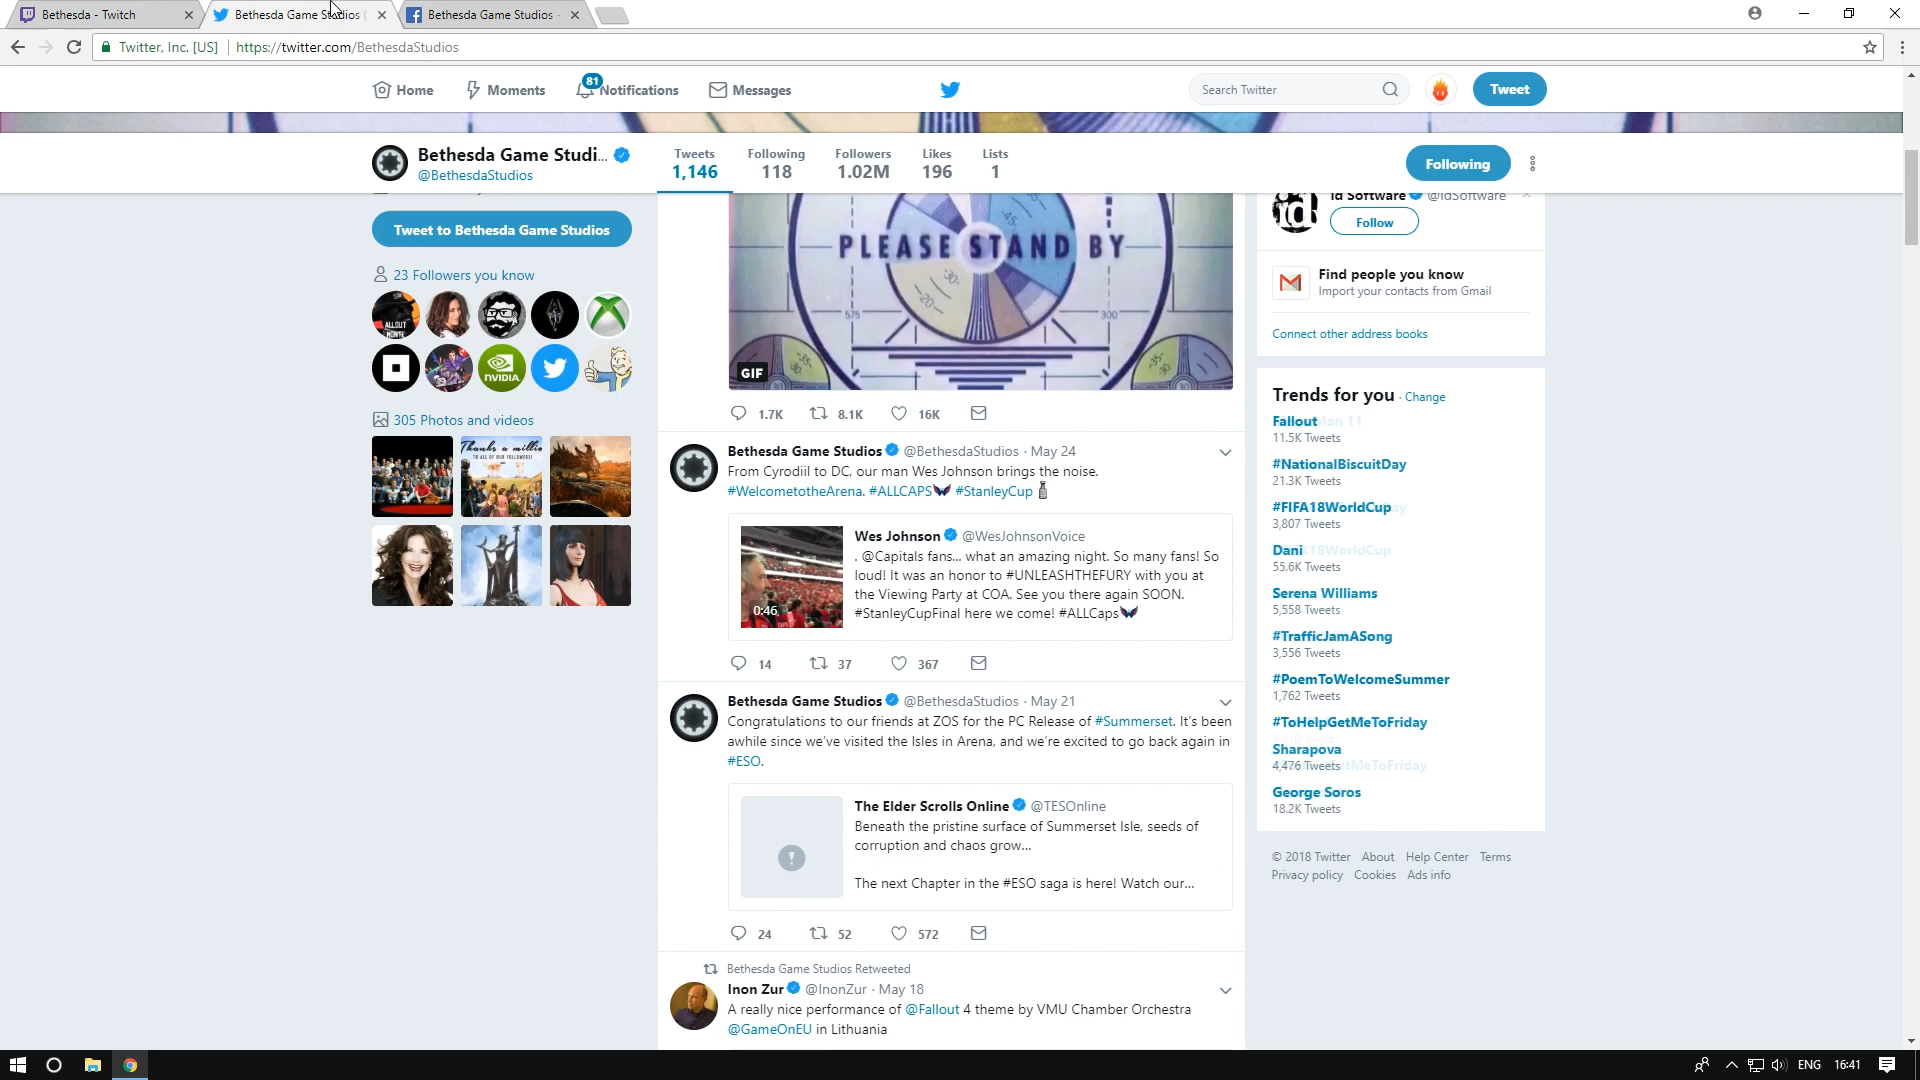 Bethesda - Twitch
Bethesda Game Studios (
Bethesda Game Studios -
Twitter, Inc. [US]
https://twitter.com/BethesdaStudios
Home
Moments
81
Notifications
Messages
Search Twitter
Tweet
Bethesda Game Studi...
@BethesdaStudios
Tweets
1,146
Following
118
Followers
1.02M
Likes
196
Lists
1
Following
Tweet to Bethesda Game Studios
23 Followers you know
ALLOUT
NVIDIA
305 Photos and videos
Thanks a millio
TO ALL OF OUR FOLLOWERS!
PLEASE STAND BY
45
30
20
575
300
GIF
1.7K
8.1K
16K
Bethesda Game Studios @BethesdaStudios · May 24
From Cyrodiil to DC, our man Wes Johnson brings the noise.
#WelcometotheArena. #ALLCAPS #StanleyCup
0:46
Wes Johnson @WesJohnsonVoice
. @Capitals fans... what an amazing night. So many fans! So
loud! It was an honor to #UNLEASHTHEFURY with you at
the Viewing Party at COA. See you there again SOON.
#StanleyCupFinal here we come! #ALLCaps
14
37
367
Bethesda Game Studios @BethesdaStudios · May 21
Congratulations to our friends at ZOS for the PC Release of #Summerset. It's been
awhile since we've visited the Isles in Arena, and we're excited to go back again in
#ESO.
The Elder Scrolls Online @TESOnline
Beneath the pristine surface of Summerset Isle, seeds of
corruption and chaos grow...
The next Chapter in the #ESO saga is here! Watch our...
24
52
572
Bethesda Game Studios Retweeted
Inon Zur @InonZur · May 18
A really nice performance of @Fallout 4 theme by VMU Chamber Orchestra
@GameOnEU in Lithuania
id
id Software @idSoftware
Follow
Find people you know
Import your contacts from Gmail
Connect other address books
Trends for you · Change
Fallout
11.5K Tweets
#NationalBiscuitDay
21.3K Tweets
#FIFA18WorldCup
3,807 Tweets
Dani
55.6K Tweets
Serena Williams
5,558 Tweets
#TrafficJamASong
3,556 Tweets
#PoemToWelcomeSummer
1,762 Tweets
#ToHelpGetMeToFriday
Sharapova
4,476 Tweets
George Soros
18.2K Tweets
© 2018 Twitter About Help Center Terms
Privacy policy Cookies Ads info
ENG
16:41